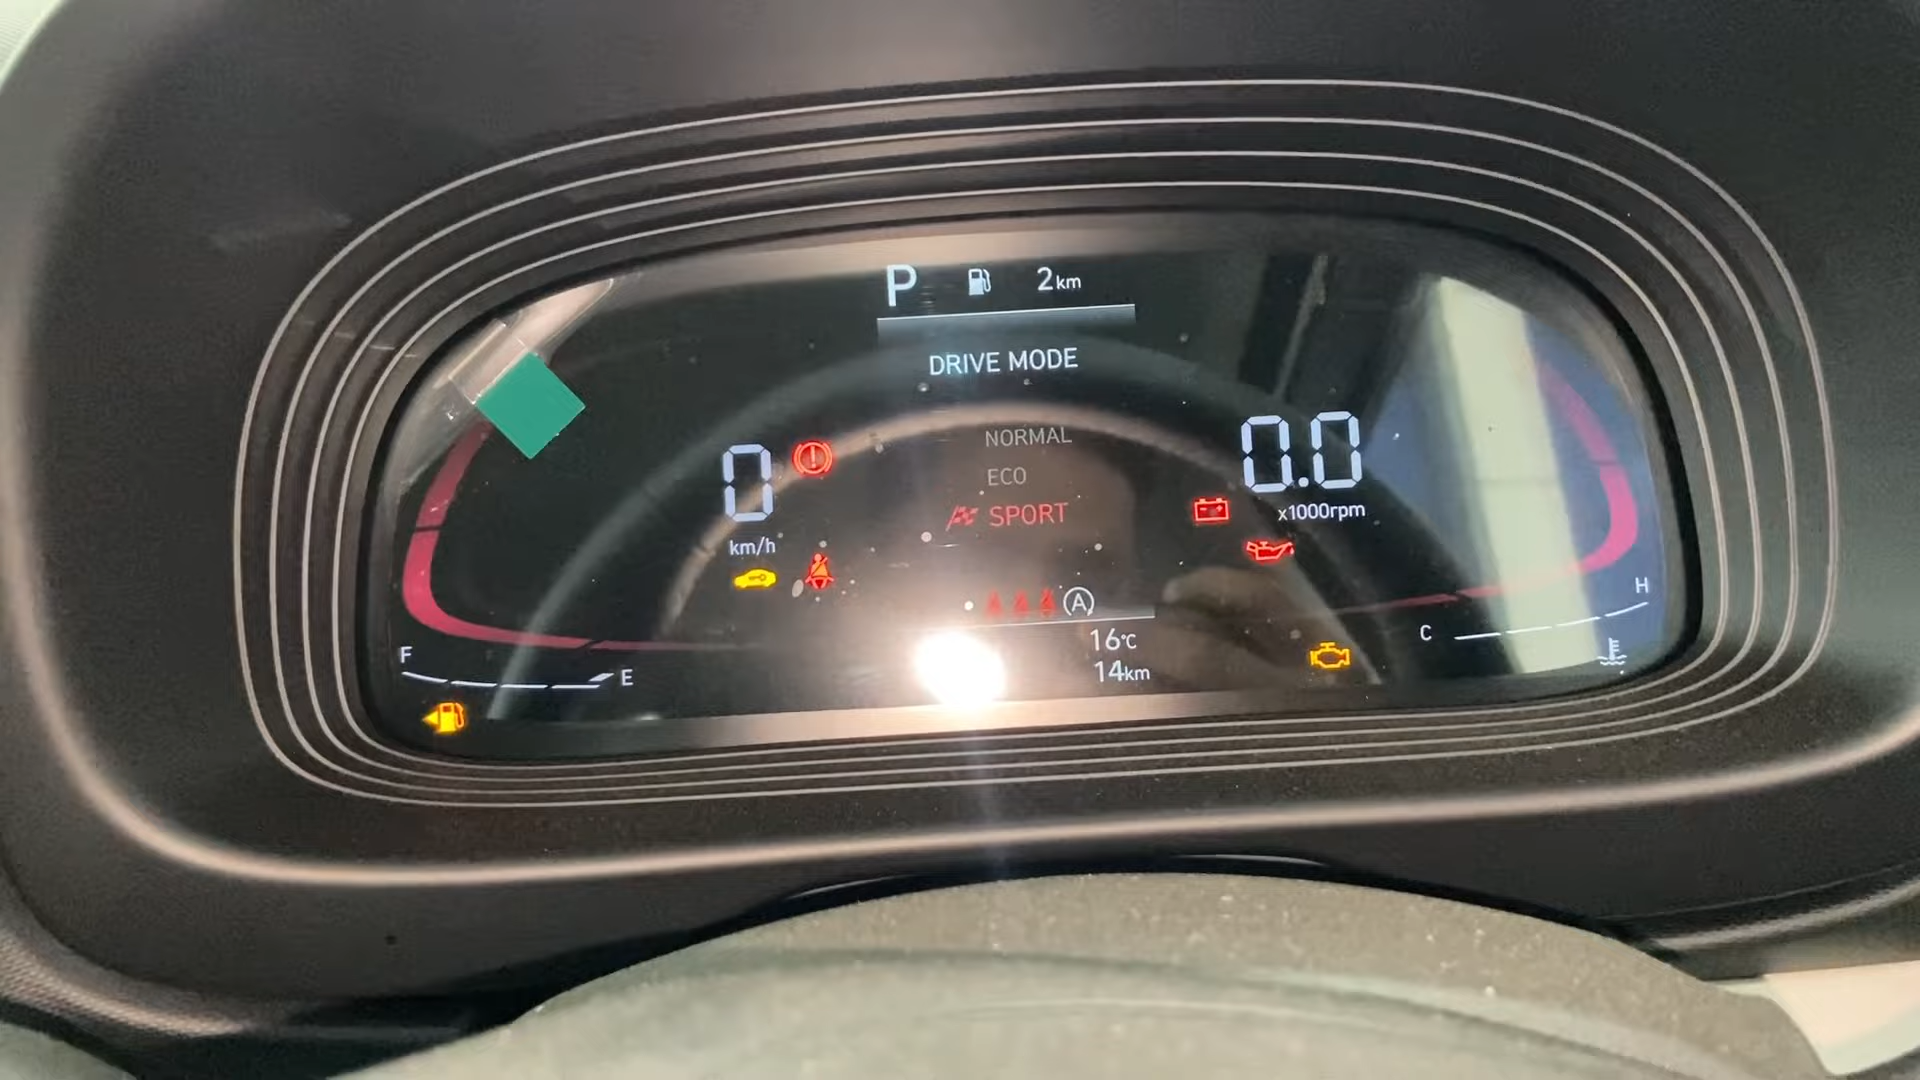 P 2km
DRIVE MODE
NORMAL
ECO
SPORT
0
km/h
0.0
x1000rpm
(A)
16°C
14km
F
E
C
H